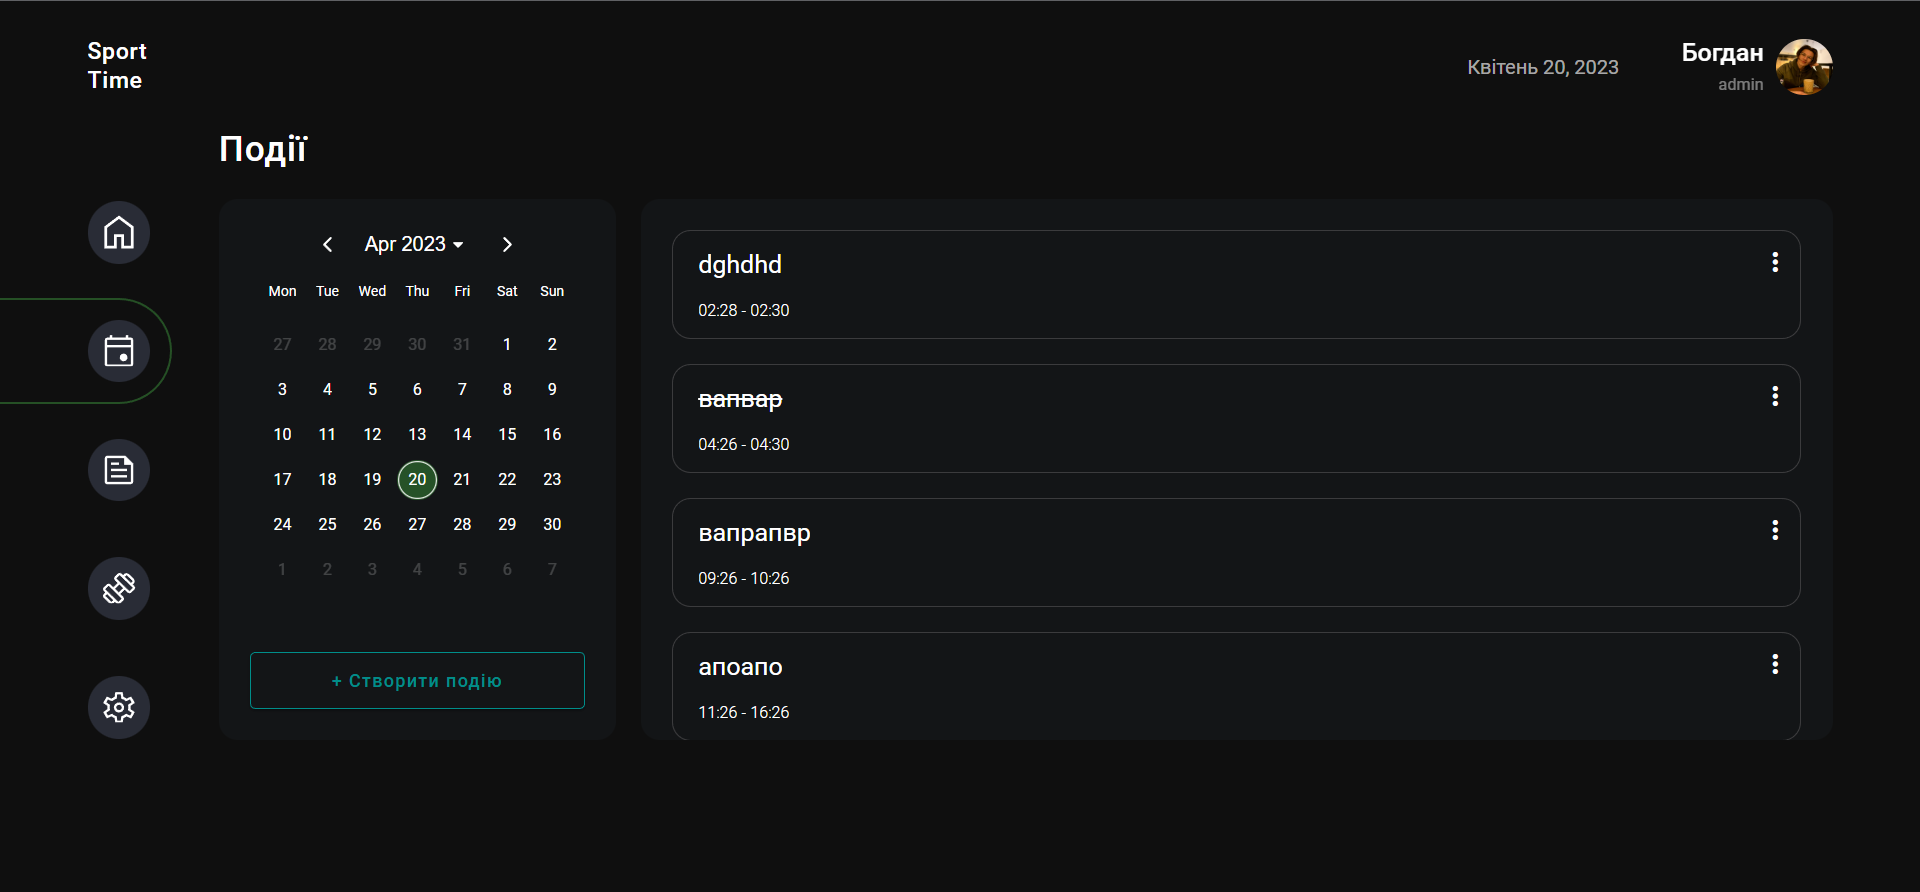 Sport
Time
Квітень 20, 2023
Богдан
admin
Події
Apr 2023
Mon Tue Wed Thu Fri Sat Sun
27 28 29 30 31 1 2
3 4 5 6 7 8 9
10 11 12 13 14 15 16
17 18 19 20 21 22 23
24 25 26 27 28 29 30
1 2 3 4 5 6 7
+ Створити подію
dghdhd
02:28 - 02:30
вапвар
04:26 - 04:30
вапрапвр
09:26 - 10:26
апоапо
11:26 - 16:26